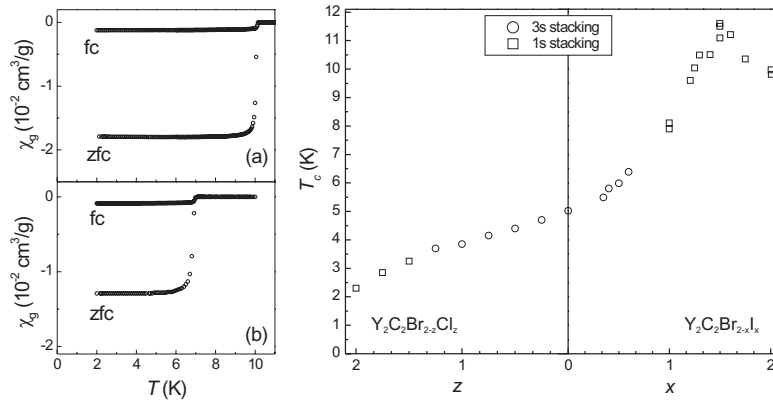 χg (10-2 cm3/g)
0
-1
-2
fc
zfc
(a)
χg (10-2 cm3/g)
0
-1
-2
fc
zfc
(b)
0 2 4 6 8 10
T (K)
○ 3s stacking
□ 1s stacking
Tc (K)
12
11
10
9
8
7
6
5
4
3
2
1
0
Y2C2Br2-zClz
Y2C2Br2-xIx
2 1 0 1 2
z
x